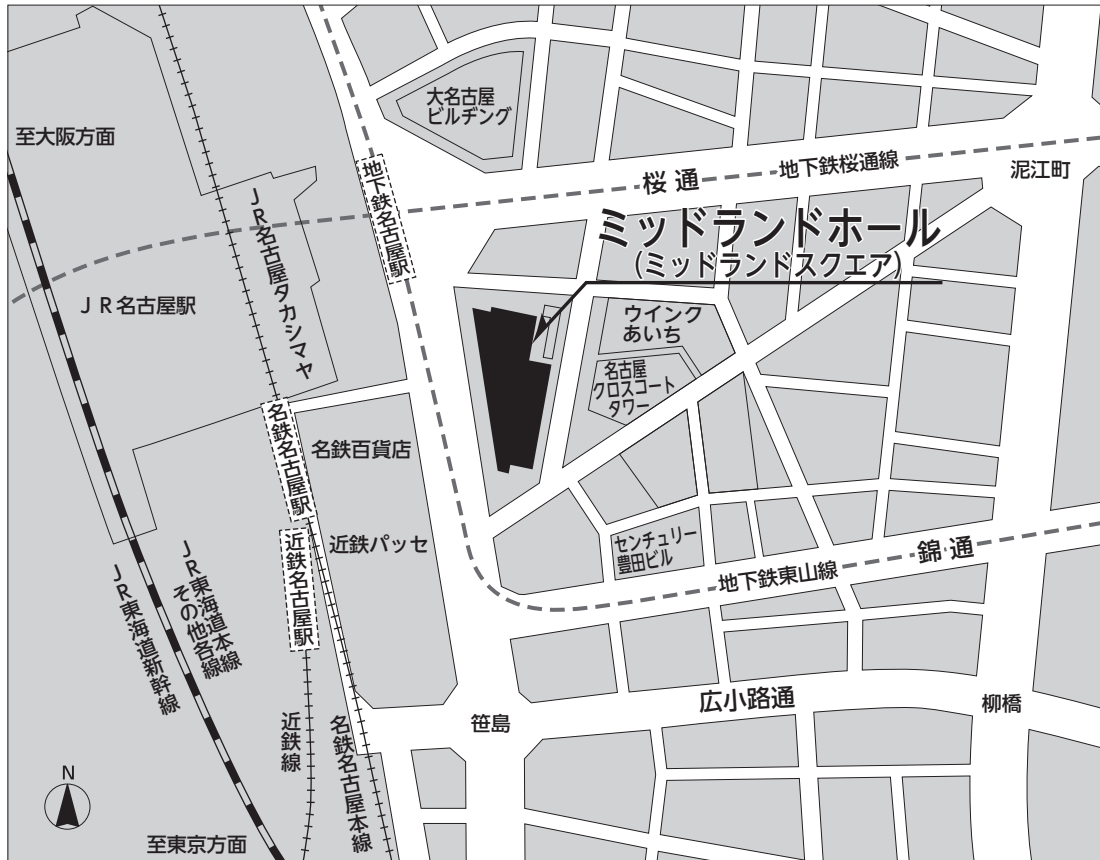 大名古屋
ビルヂング
至大阪方面
地下鉄名古屋駅
桜通
地下鉄桜通線
泥江町
ミッドランドホール
(ミッドランドスクエア)
JR名古屋タカシマヤ
JR名古屋駅
ウインク
あいち
名古屋
クロスコート
タワー
名鉄名古屋駅
名鉄百貨店
近鉄名古屋駅
近鉄パッセ
センチュリー
豊田ビル
地下鉄東山線
錦通
JR東海道新幹線
JR東海道本線
その他各線
広小路通
笹島
柳橋
近鉄線
名鉄名古屋本線
N
至東京方面